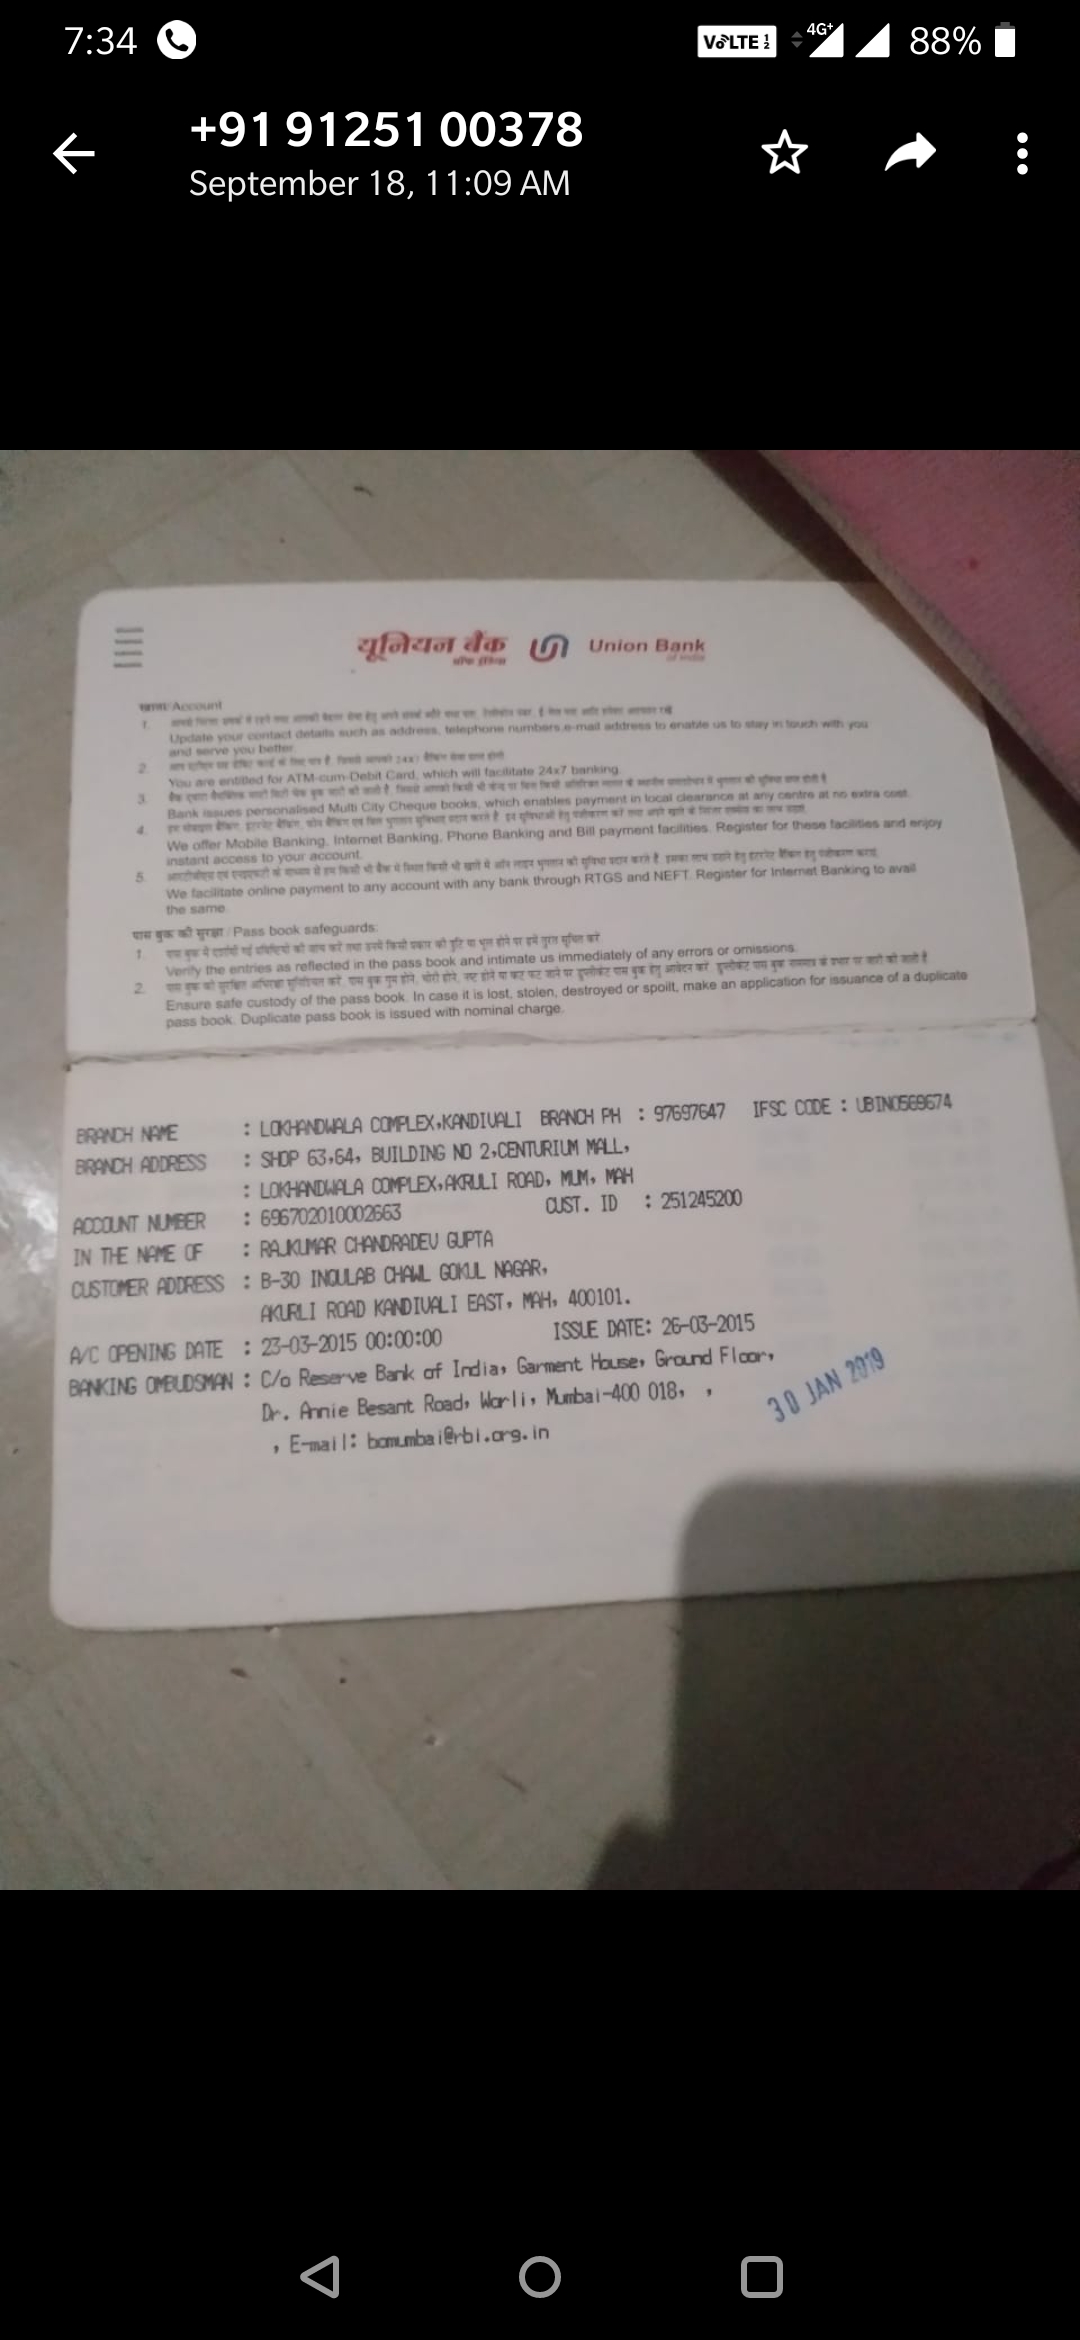 7:34
VoLTE 1 2 4G+ 88%
+91 91251 00378
September 18, 11:09 AM
यूनियन बैंक Union Bank
ऑफ इंडिया of India
खाता/Account
1.
Update your contact details such as address, telephone numbers,e-mail address to enable us to stay in touch with you
and serve you better.
2.
You are entitled for ATM-cum-Debit Card, which will facilitate 24x7 banking.
3.
Bank issues personalised Multi City Cheque books, which enables payment in local clearance at any centre at no extra cost.
4.
We offer Mobile Banking, Internet Banking, Phone Banking and Bill payment facilities. Register for these facilities and enjoy
instant access to your account.
5.
We facilitate online payment to any account with any bank through RTGS and NEFT. Register for Internet Banking to avail
the same.
पास बुक की सुरक्षा / Pass book safeguards:
1.
Verify the entries as reflected in the pass book and intimate us immediately of any errors or omissions.
2.
Ensure safe custody of the pass book. In case it is lost, stolen, destroyed or spoilt, make an application for issuance of a duplicate
pass book. Duplicate pass book is issued with nominal charge.
BRANCH NAME : LOKHANDWALA COMPLEX,KANDIVALI BRANCH PH : 97697647 IFSC CODE : UBIN0569674
BRANCH ADDRESS : SHOP 63,64, BUILDING NO 2,CENTURIUM MALL,
: LOKHANDWALA COMPLEX,AKRULI ROAD, MUM, MAH
ACCOUNT NUMBER : 696702010002663 CUST. ID : 251245200
IN THE NAME OF : RAJKUMAR CHANDRADEV GUPTA
CUSTOMER ADDRESS : B-30 INQULAB CHAWL GOKUL NAGAR,
AKURLI ROAD KANDIVALI EAST, MAH, 400101.
A/C OPENING DATE : 23-03-2015 00:00:00 ISSUE DATE: 26-03-2015
BANKING OMBUDSMAN : C/o Reserve Bank of India, Garment House, Ground Floor,
Dr. Annie Besant Road, Worli, Mumbai-400 018, ,
, E-mail: bomumbai@rbi.org.in
30 JAN 2019